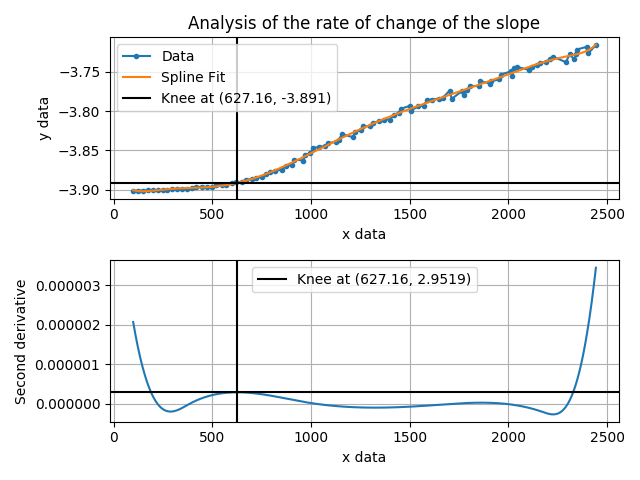 Analysis of the rate of change of the slope
Data
Spline Fit
Knee at (627.16, -3.891)
y data
−3.75
−3.80
−3.85
−3.90
0 500 1000 1500 2000 2500
x data
Knee at (627.16, 2.9519)
Second derivative
0.000003
0.000002
0.000001
0.000000
0 500 1000 1500 2000 2500
x data